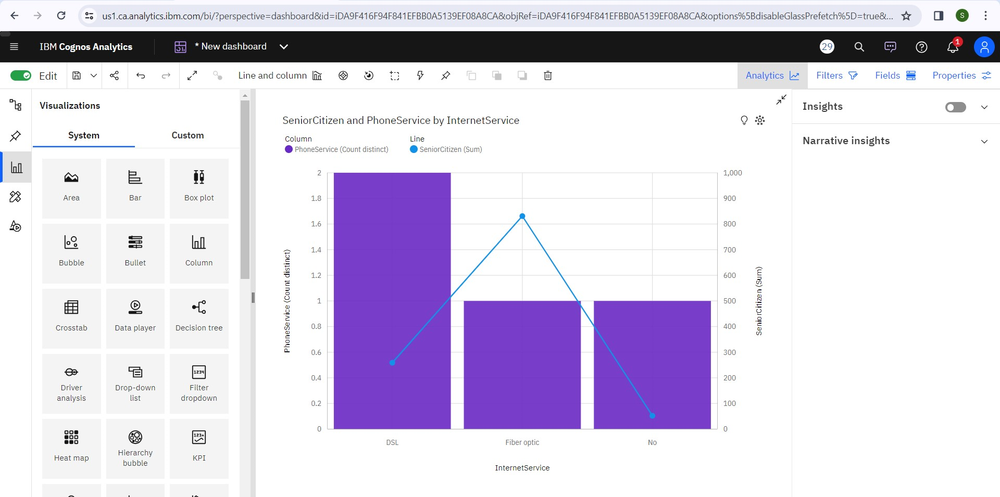 us1.ca.analytics.ibm.com/bi/?perspective=dashboard&id=iDA9F416F94F841EFBB0A5139EF08A8CA&objRef=iDA9F416F94F841EFBB0A5139EF08A8CA&options%5BdisableGlassPrefetch%5D=true&...
S
IBM Cognos Analytics
* New dashboard
29
1
Edit
Line and column
Analytics
Filters
Fields
Properties
Visualizations
System
Custom
Area
Bar
Box plot
Bubble
Bullet
Column
Crosstab
Data player
Decision tree
Driver
analysis
Drop-down
list
1234
Filter
dropdown
Heat map
Hierarchy
bubble
KPI
SeniorCitizen and PhoneService by InternetService
Column
PhoneService (Count distinct)
Line
SeniorCitizen (Sum)
PhoneService (Count distinct)
2
1.8
1.6
1.4
1.2
1
0.8
0.6
0.4
0.2
0
1,000
900
800
700
600
500
400
300
200
100
0
SeniorCitizen (Sum)
DSL
Fiber optic
No
InternetService
Insights
Narrative insights